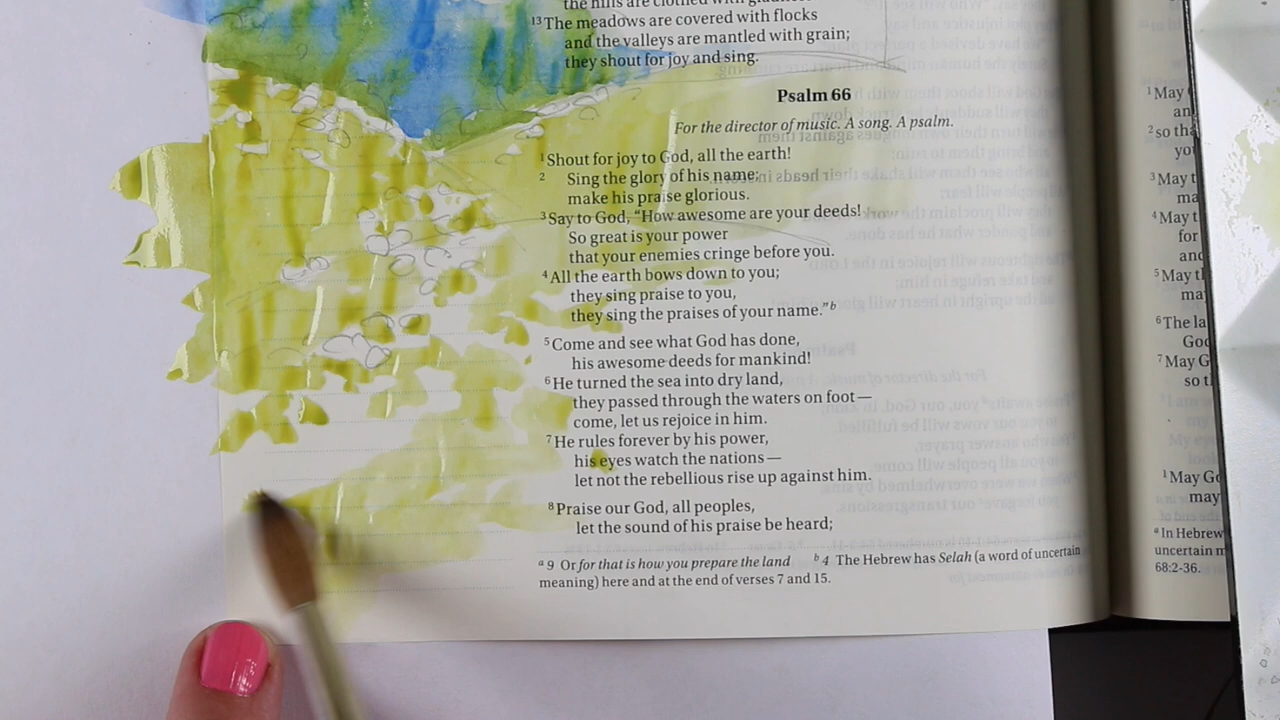 the hills are clothed with gladness
13 The meadows are covered with flocks
and the valleys are mantled with grain;
they shout for joy and sing.
Psalm 66
For the director of music. A song. A psalm.
1 Shout for joy to God, all the earth!
2 Sing the glory of his name;
make his praise glorious.
3 Say to God, “How awesome are your deeds!
So great is your power
that your enemies cringe before you.
4 All the earth bows down to you;
they sing praise to you,
they sing the praises of your name.” b
5 Come and see what God has done,
his awesome deeds for mankind!
6 He turned the sea into dry land,
they passed through the waters on foot—
come, let us rejoice in him.
7 He rules forever by his power,
his eyes watch the nations—
let not the rebellious rise up against him.
8 Praise our God, all peoples,
let the sound of his praise be heard;
a 9 Or for that is how you prepare the land b 4 The Hebrew has Selah (a word of uncertain
meaning) here and at the end of verses 7 and 15.
1 May
2 so
3 May
4 May
for
5 May
may
6 The
7 May
so
1 May
may
a In Hebrew
uncertain
68:2-36.